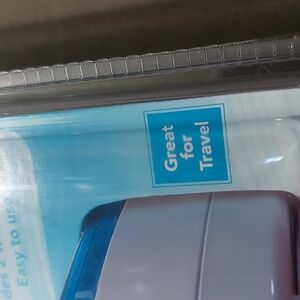 Great
for
Travel
Easy to use